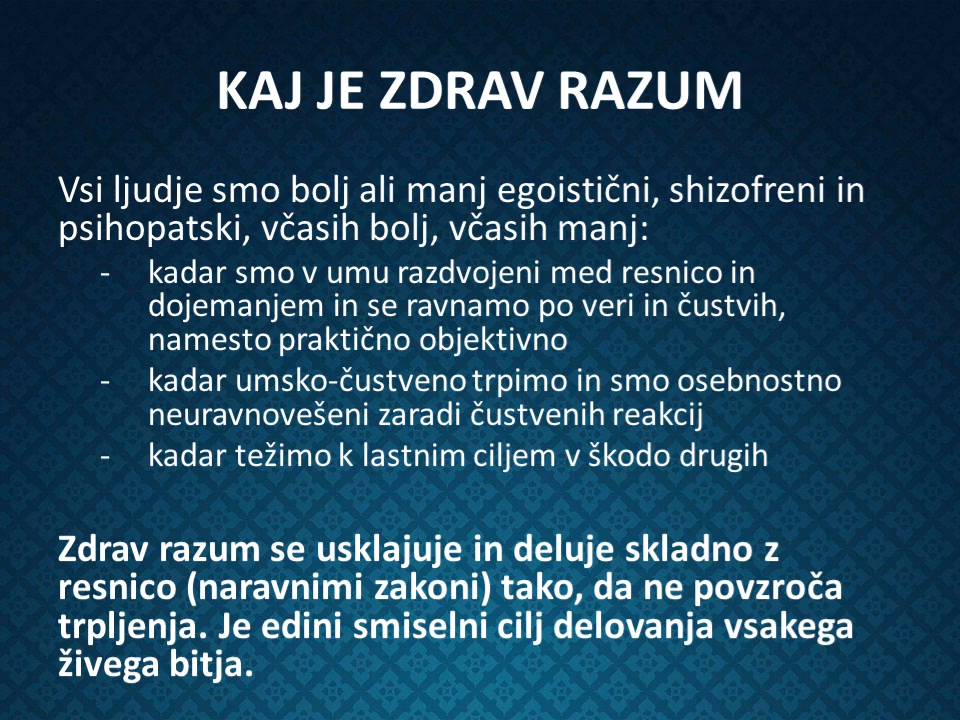 KAJ JE ZDRAV RAZUM
Vsi ljudje smo bolj ali manj egoistični, shizofreni in
psihopatski, včasih bolj, včasih manj:
- kadar smo v umu razdvojeni med resnico in
dojemanjem in se ravnamo po veri in čustvih,
namesto praktično objektivno
- kadar umsko-čustveno trpimo in smo osebnostno
neuravnovešeni zaradi čustvenih reakcij
- kadar težimo k lastnim ciljem v škodo drugih
Zdrav razum se usklajuje in deluje skladno z
resnico (naravnimi zakoni) tako, da ne povzroča
trpljenja. Je edini smiselni cilj delovanja vsakega
živega bitja.